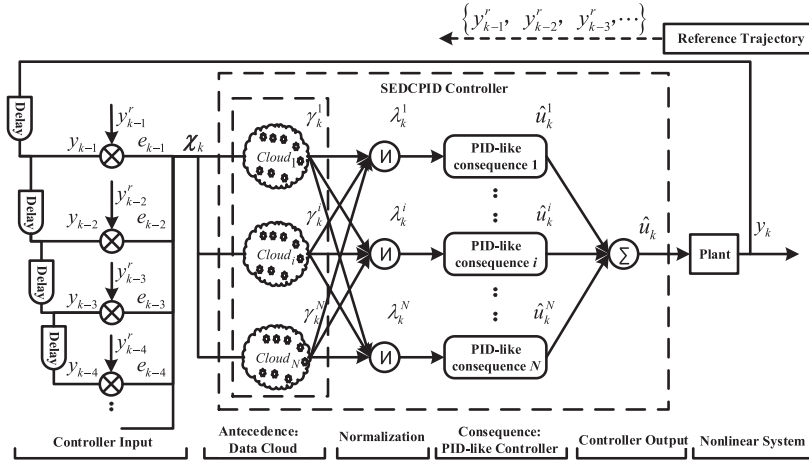 {y^r_{k-1}, y^r_{k-2}, y^r_{k-3}, ⋯}
Reference Trajectory
SEDCPID Controller
Delay
y_{k-1}
y^r_{k-1}
e_{k-1}
χ_k
Cloud_1
γ^1_k
λ^1_k
И
PID-like
consequence 1
û^1_k
Delay
y_{k-2}
y^r_{k-2}
e_{k-2}
Cloud_i
γ^i_k
λ^i_k
И
PID-like
consequence i
û^i_k
Σ
û_k
Plant
y_k
Delay
y_{k-3}
y^r_{k-3}
e_{k-3}
Delay
y_{k-4}
y^r_{k-4}
e_{k-4}
Cloud_N
γ^N_k
λ^N_k
И
PID-like
consequence N
û^N_k
Controller Input
Antecedence:
Data Cloud
Normalization
Consequence:
PID-like Controller
Controller Output
Nonlinear System